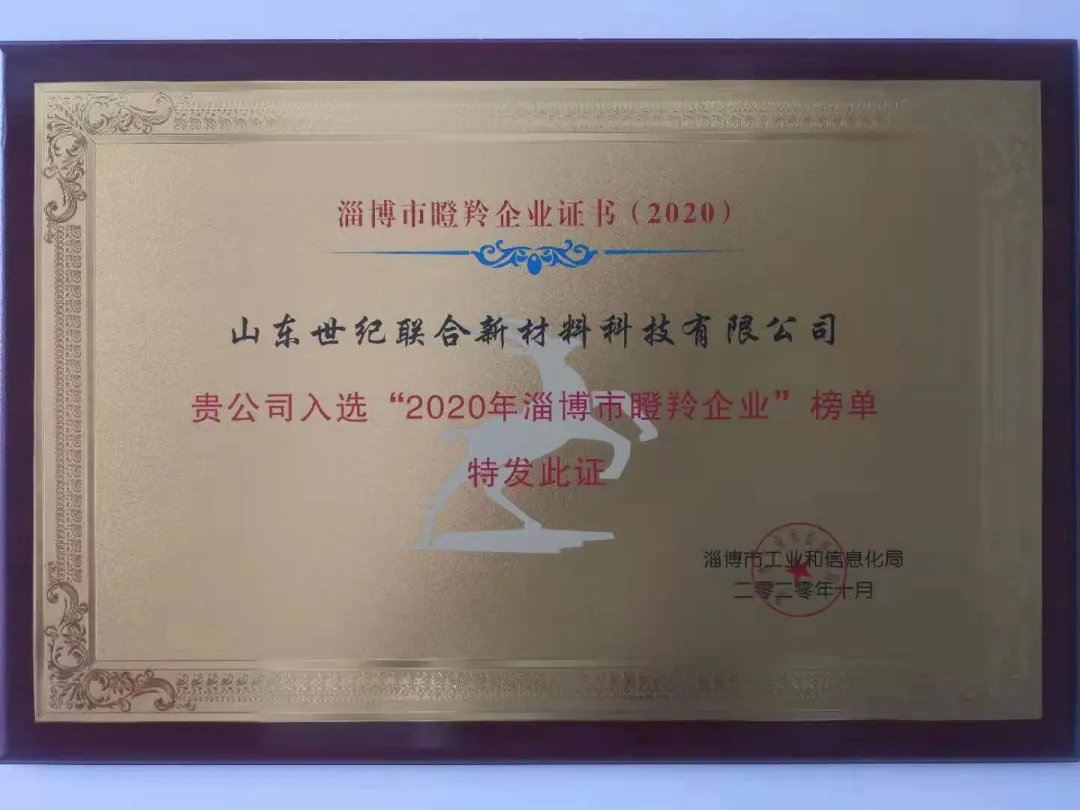 淄博市瞪羚企业证书（2020）
山东世纪联合新材料科技有限公司
贵公司入选“2020年淄博市瞪羚企业”榜单
特发此证
淄博市工业和信息化局
二零二零年十月